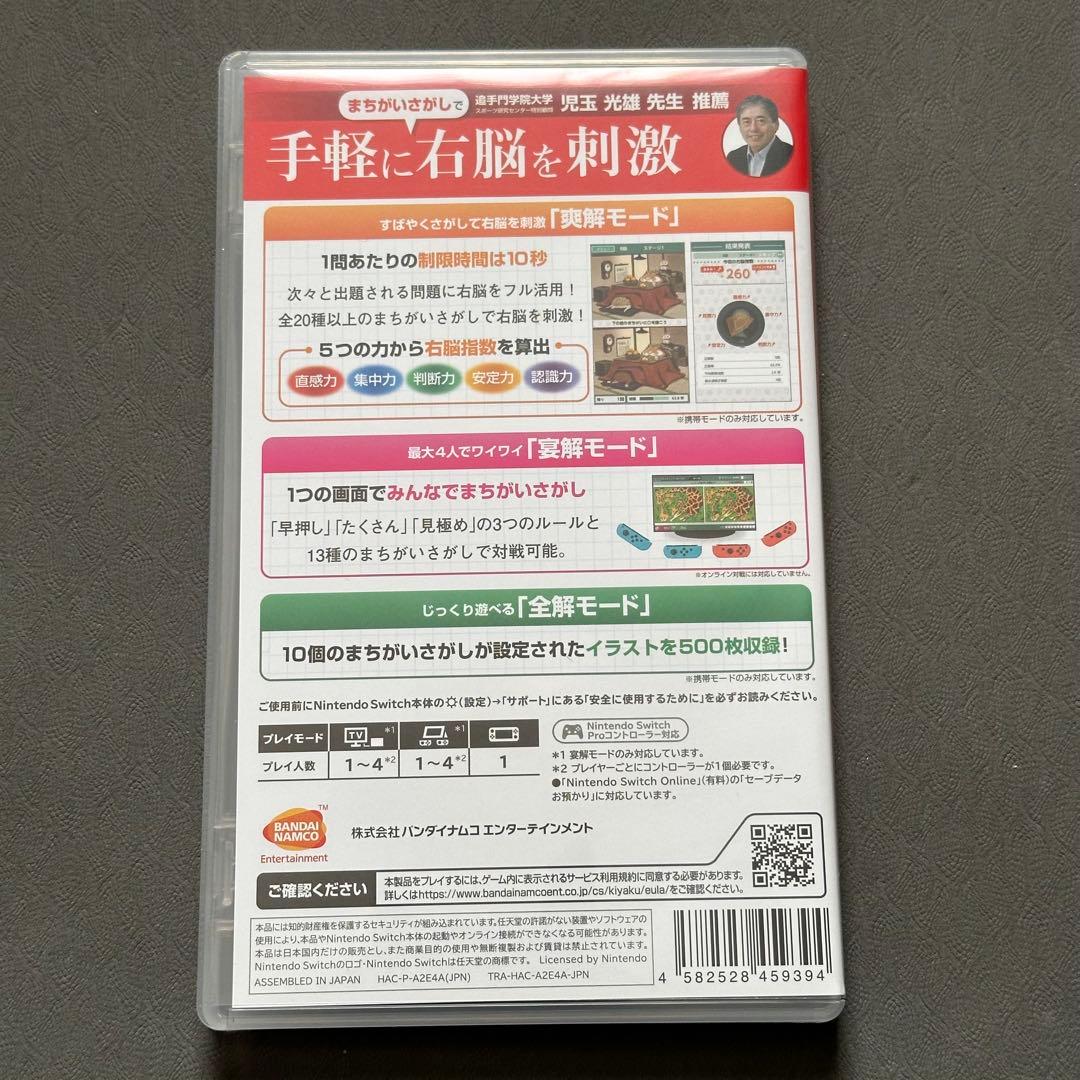 まちがいさがしで
追手門学院大学
スポーツ研究センター特別顧問
児玉 光雄 先生 推薦
手軽に右脳を刺激
すばやくさがして右脳を刺激「爽解モード」
1問あたりの制限時間は10秒
次々と出題される問題に右脳をフル活用!
全20種以上のまちがいさがしで右脳を刺激!
5つの力から右脳指数を算出
直感力 集中力 判断力 安定力 認識力
ステージ1
結果発表
260
直感力
集中力
判断力
安定力
認識力
※携帯モードのみ対応しています。
最大4人でワイワイ「宴解モード」
1つの画面でみんなでまちがいさがし
「早押し」「たくさん」「見極め」の3つのルールと
13種のまちがいさがしで対戦可能。
※オンライン対戦には対応していません。
じっくり遊べる「全解モード」
10個のまちがいさがしが設定されたイラストを500枚収録!
※携帯モードのみ対応しています。
ご使用前にNintendo Switch本体の(設定)→「サポート」にある「安全に使用するために」を必ずお読みください。
プレイモード TV *1 *1
プレイ人数 1〜4*2 1〜4*2 1
Nintendo Switch
Proコントローラー対応
*1 宴解モードのみ対応しています。
*2 プレイヤーごとにコントローラーが1個必要です。
●「Nintendo Switch Online」(有料)の「セーブデータ
お預かり」に対応しています。
BANDAI
NAMCO
TM
Entertainment
株式会社 バンダイナムコ エンターテインメント
ご確認ください
本製品をプレイするには、ゲーム内に表示されるサービス利用規約に同意する必要があります。
詳しくはhttps://www.bandainamcoent.co.jp/cs/kiyaku/eula/をご確認ください。
本品には知的財産権を保護するセキュリティが組み込まれています。任天堂の許諾がない装置やソフトウェアの
使用により、本品やNintendo Switch本体の起動やオンライン接続ができなくなる可能性があります。
本品は日本国内だけの販売とし、また商業目的の使用や無断複製および賃貸は禁止されています。
Nintendo Switchのロゴ・Nintendo Switchは任天堂の商標です。 Licensed by Nintendo
ASSEMBLED IN JAPAN HAC-P-A2E4A(JPN) TRA-HAC-A2E4A-JPN
4 582528 459394